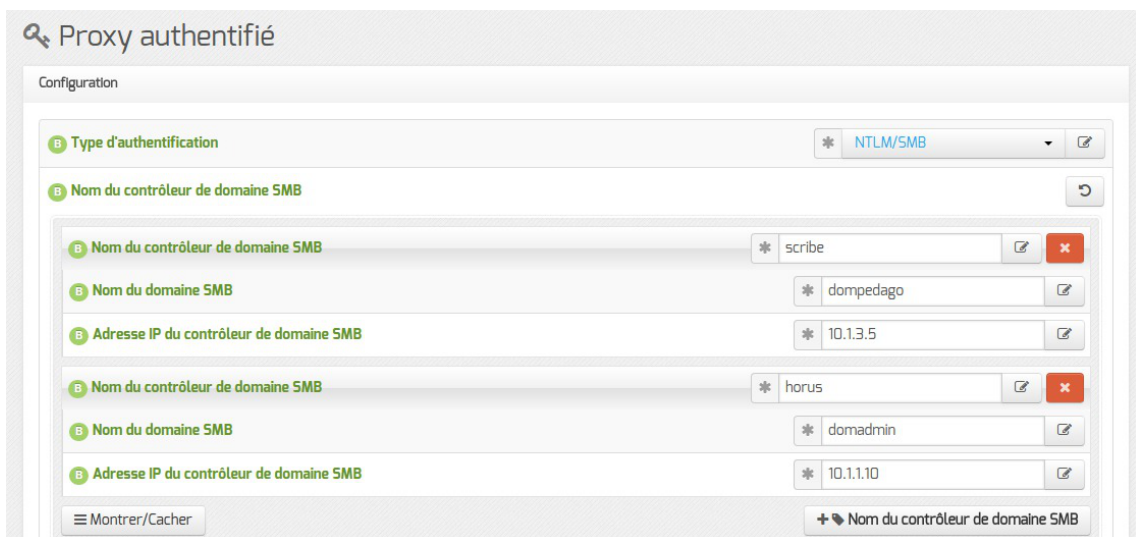 Proxy authentifié
Configuration
B Type d'authentification * NTLM/SMB
B Nom du contrôleur de domaine SMB
B Nom du contrôleur de domaine SMB * scribe
B Nom du domaine SMB * dompedago
B Adresse IP du contrôleur de domaine SMB * 10.1.3.5
B Nom du contrôleur de domaine SMB * horus
B Nom du domaine SMB * domadmin
B Adresse IP du contrôleur de domaine SMB * 10.1.1.10
Montrer/Cacher + Nom du contrôleur de domaine SMB